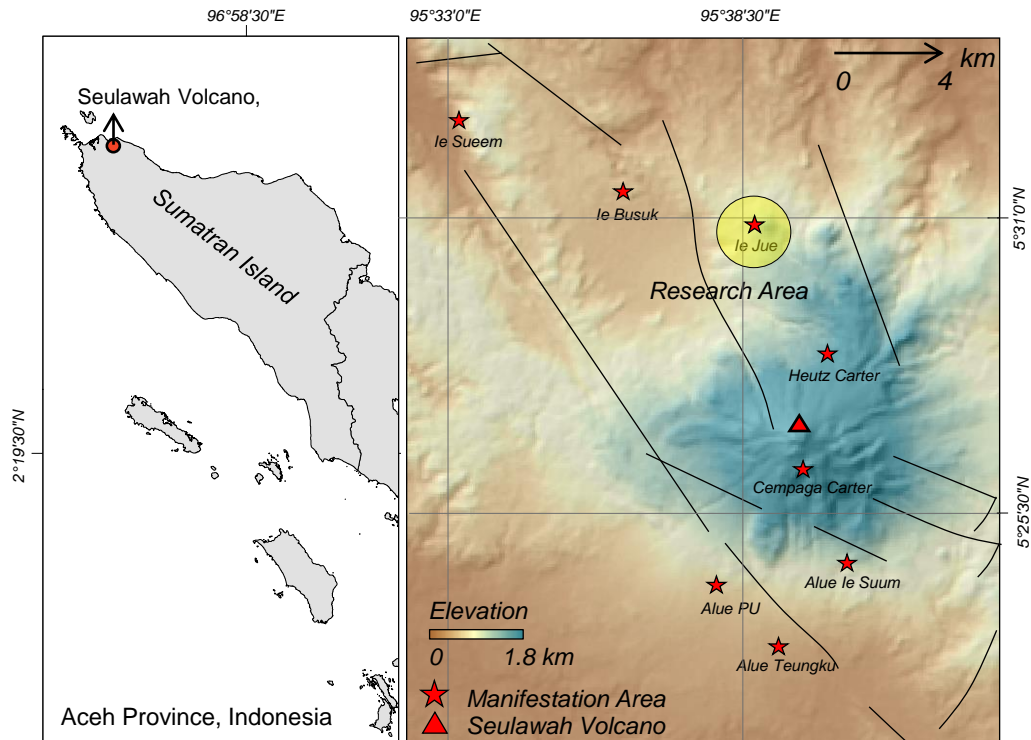 96°58'30"E
95°33'0"E
95°38'30"E
2°19'30"N
5°31'0"N
5°25'30"N
Seulawah Volcano,
Sumatran Island
Aceh Province, Indonesia
km
0 4
Ie Sueem
Ie Busuk
Ie Jue
Research Area
Heutz Carter
Cempaga Carter
Alue Ie Suum
Alue PU
Alue Teungku
Elevation
0 1.8 km
Manifestation Area
Seulawah Volcano